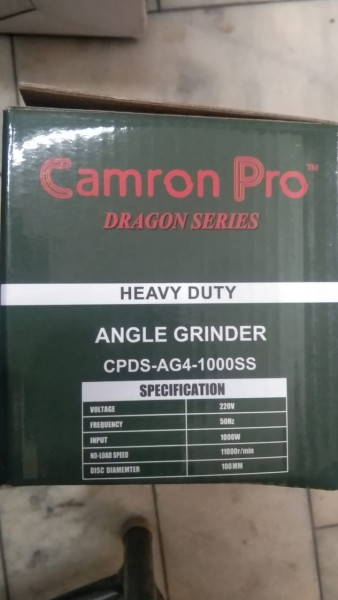 Camron Pro™
DRAGON SERIES
HEAVY DUTY
ANGLE GRINDER
CPDS-AG4-1000SS
SPECIFICATION
VOLTAGE 220V
FREQUENCY 50Hz
INPUT 1000W
NO-LOAD SPEED 11000r/min
DISC DIAMEMTER 100MM